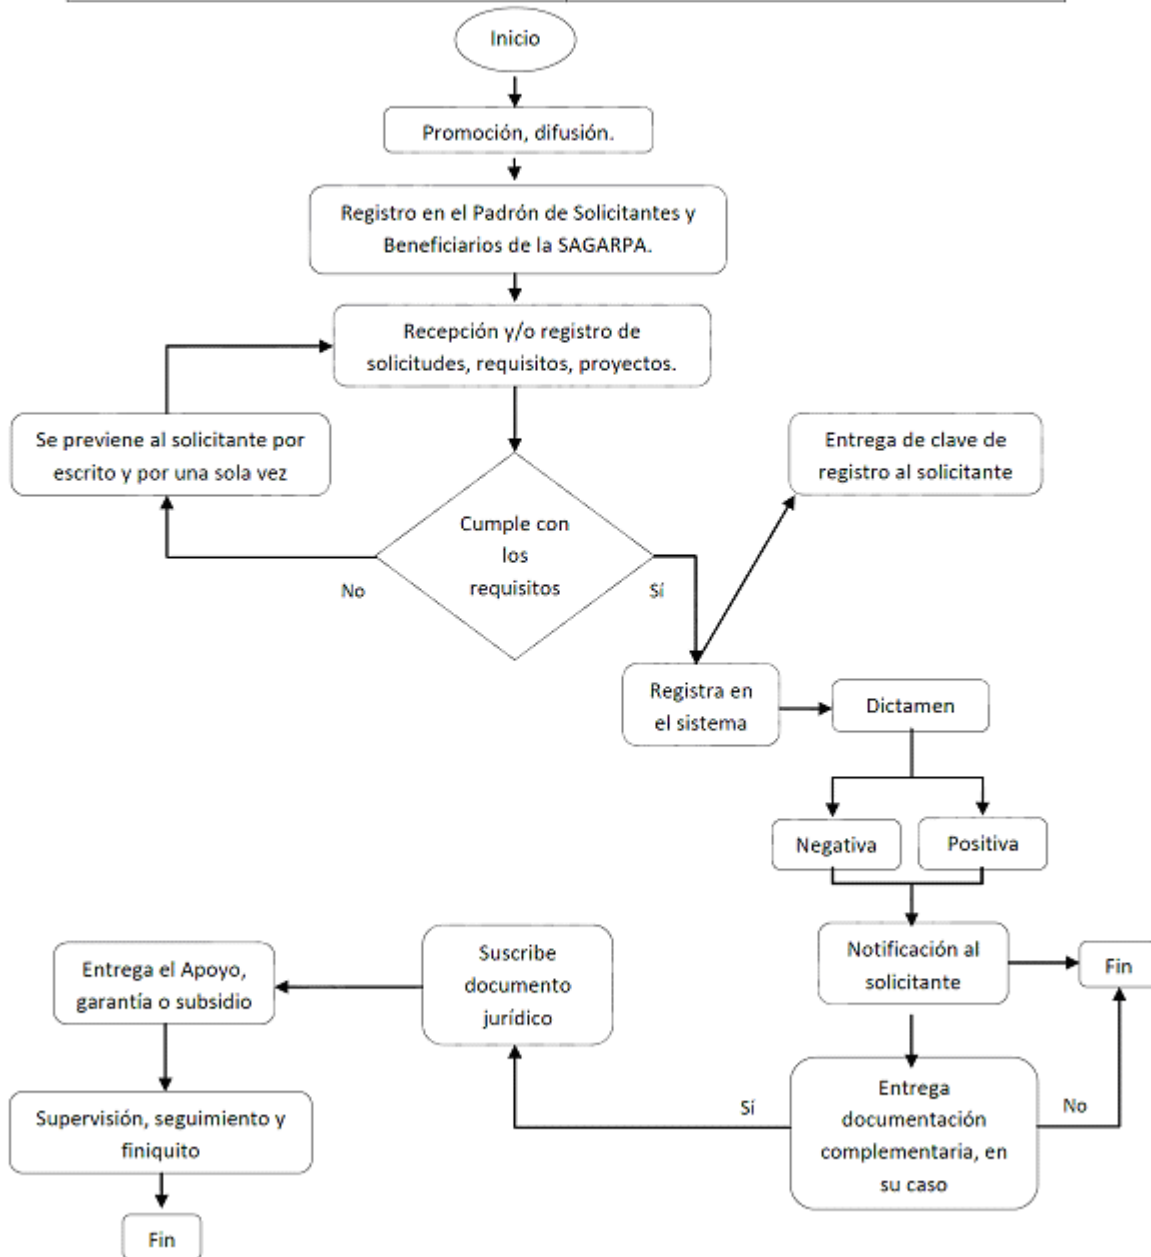 Inicio
Promoción, difusión.
Registro en el Padrón de Solicitantes y
Beneficiarios de la SAGARPA.
Recepción y/o registro de
solicitudes, requisitos, proyectos.
Se previene al solicitante por
escrito y por una sola vez
Entrega de clave de
registro al solicitante
Cumple con
los
requisitos
No
Sí
Registra en
el sistema
Dictamen
Negativa
Positiva
Notificación al
solicitante
Fin
Suscribe
documento
jurídico
Entrega el Apoyo,
garantía o subsidio
Entrega
documentación
complementaria, en
su caso
Sí
No
Supervisión, seguimiento y
finiquito
Fin